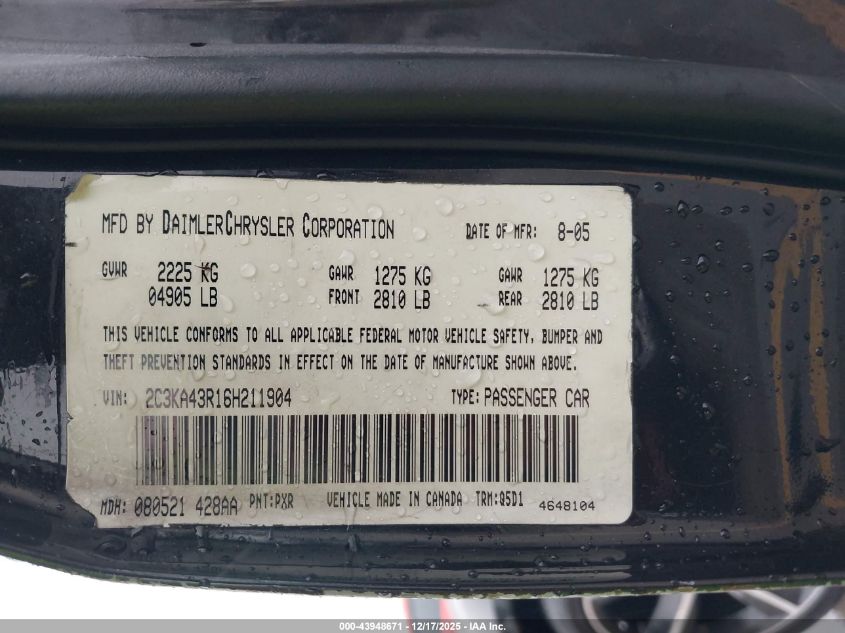 MFD BY DAIMLERCHRYSLER CORPORATION DATE OF MFR: 8-05
GVWR 2225 KG GAWR 1275 KG GAWR 1275 KG
04905 LB FRONT 2810 LB REAR 2810 LB
THIS VEHICLE CONFORMS TO ALL APPLICABLE FEDERAL MOTOR VEHICLE SAFETY, BUMPER AND
THEFT PREVENTION STANDARDS IN EFFECT ON THE DATE OF MANUFACTURE SHOWN ABOVE.
VIN: 2C3KA43R16H211904 TYPE: PASSENGER CAR
MDH: 080521 428AA PNT:PXR VEHICLE MADE IN CANADA TRM:Q5D1 4648104
000-43948671 - 12/17/2025 - IAA Inc.